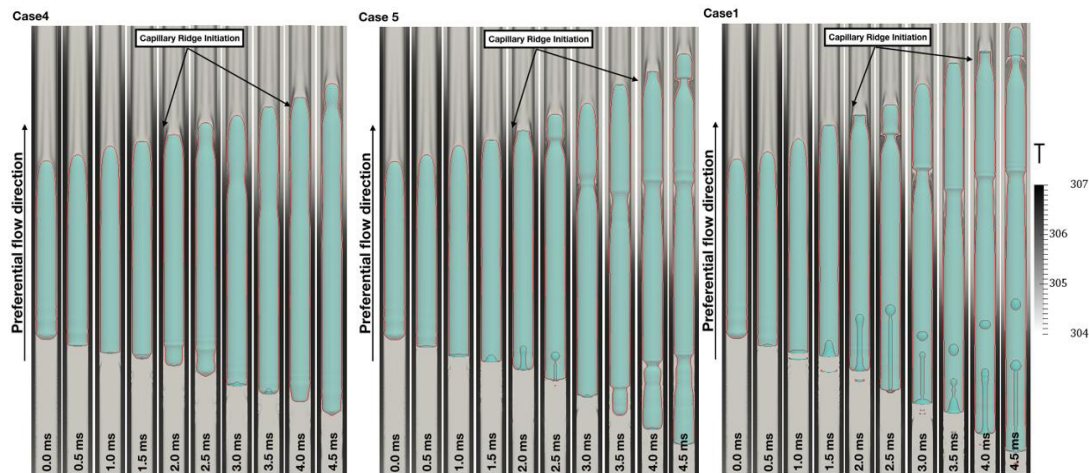 Case4
Capillary Ridge Initiation
Preferential flow direction
0.0 ms
0.5 ms
1.0 ms
1.5 ms
2.0 ms
2.5 ms
3.0 ms
3.5 ms
4.0 ms
4.5 ms
Case 5
Capillary Ridge Initiation
Preferential flow direction
0.0 ms
0.5 ms
1.0 ms
1.5 ms
2.0 ms
2.5 ms
3.0 ms
3.5 ms
4.0 ms
4.5 ms
Case1
Capillary Ridge Initiation
Preferential flow direction
0.0 ms
0.5 ms
1.0 ms
1.5 ms
2.0 ms
2.5 ms
3.0 ms
3.5 ms
4.0 ms
4.5 ms
T
307
306
305
304